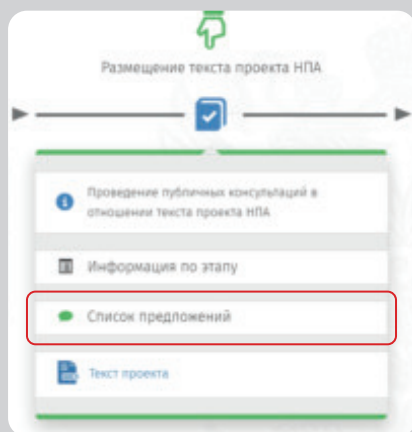 Размещение текста проекта НПА
Проведение публичных консультаций в
отношении текста проекта НПА
Информация по этапу
Список предложений
Текст проекта